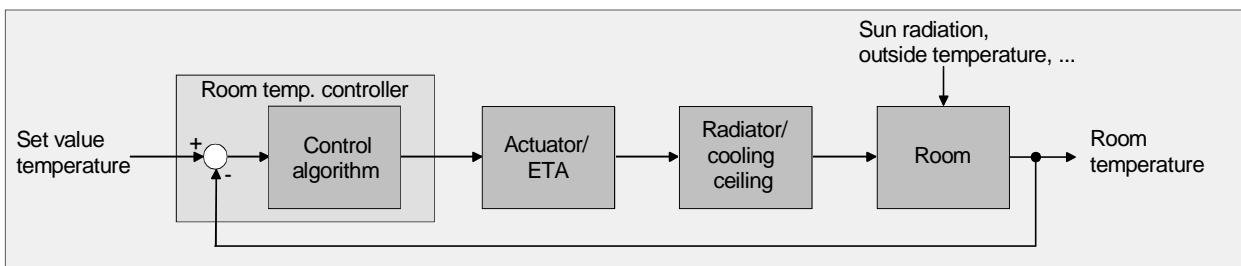 Sun radiation,
outside temperature, ...
Room temp. controller
Set value
temperature
+
-
Control
algorithm
Actuator/
ETA
Radiator/
cooling
ceiling
Room
Room
temperature